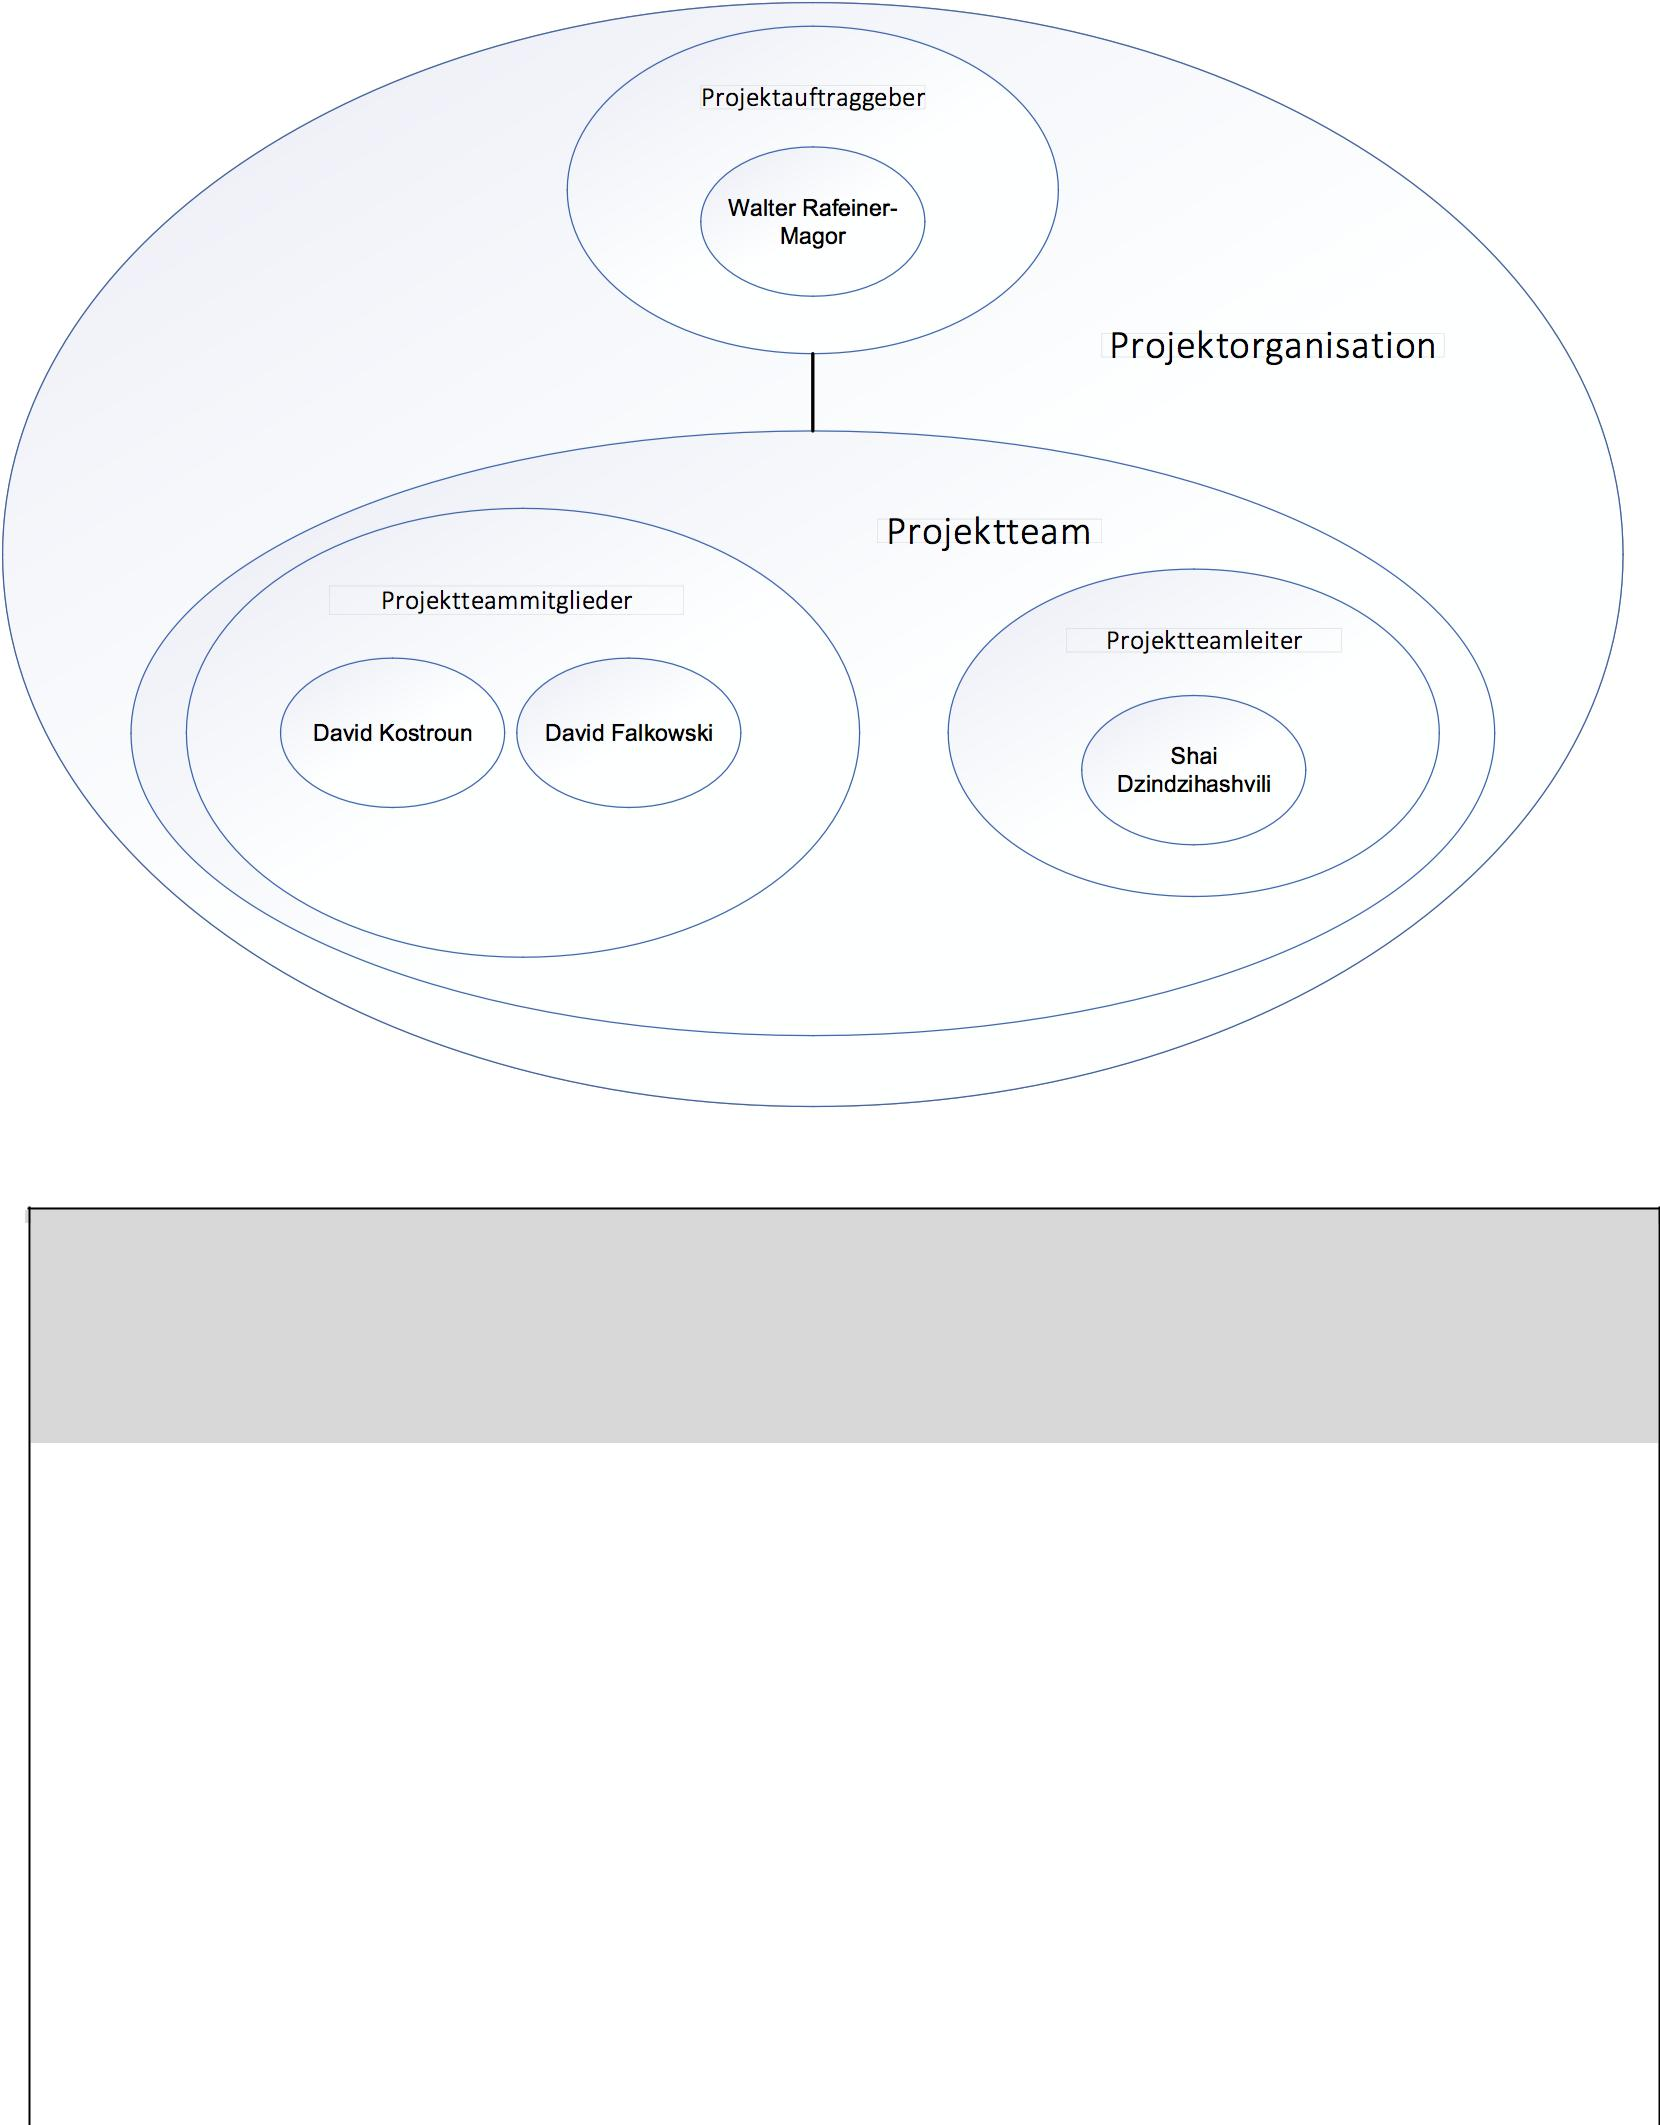 Projektauftraggeber
Walter Rafeiner-
Magor
Projektorganisation
Projektteam
Projektteammitglieder
Projektteamleiter
David Kostroun
David Falkowski
Shai
Dzindzihashvili